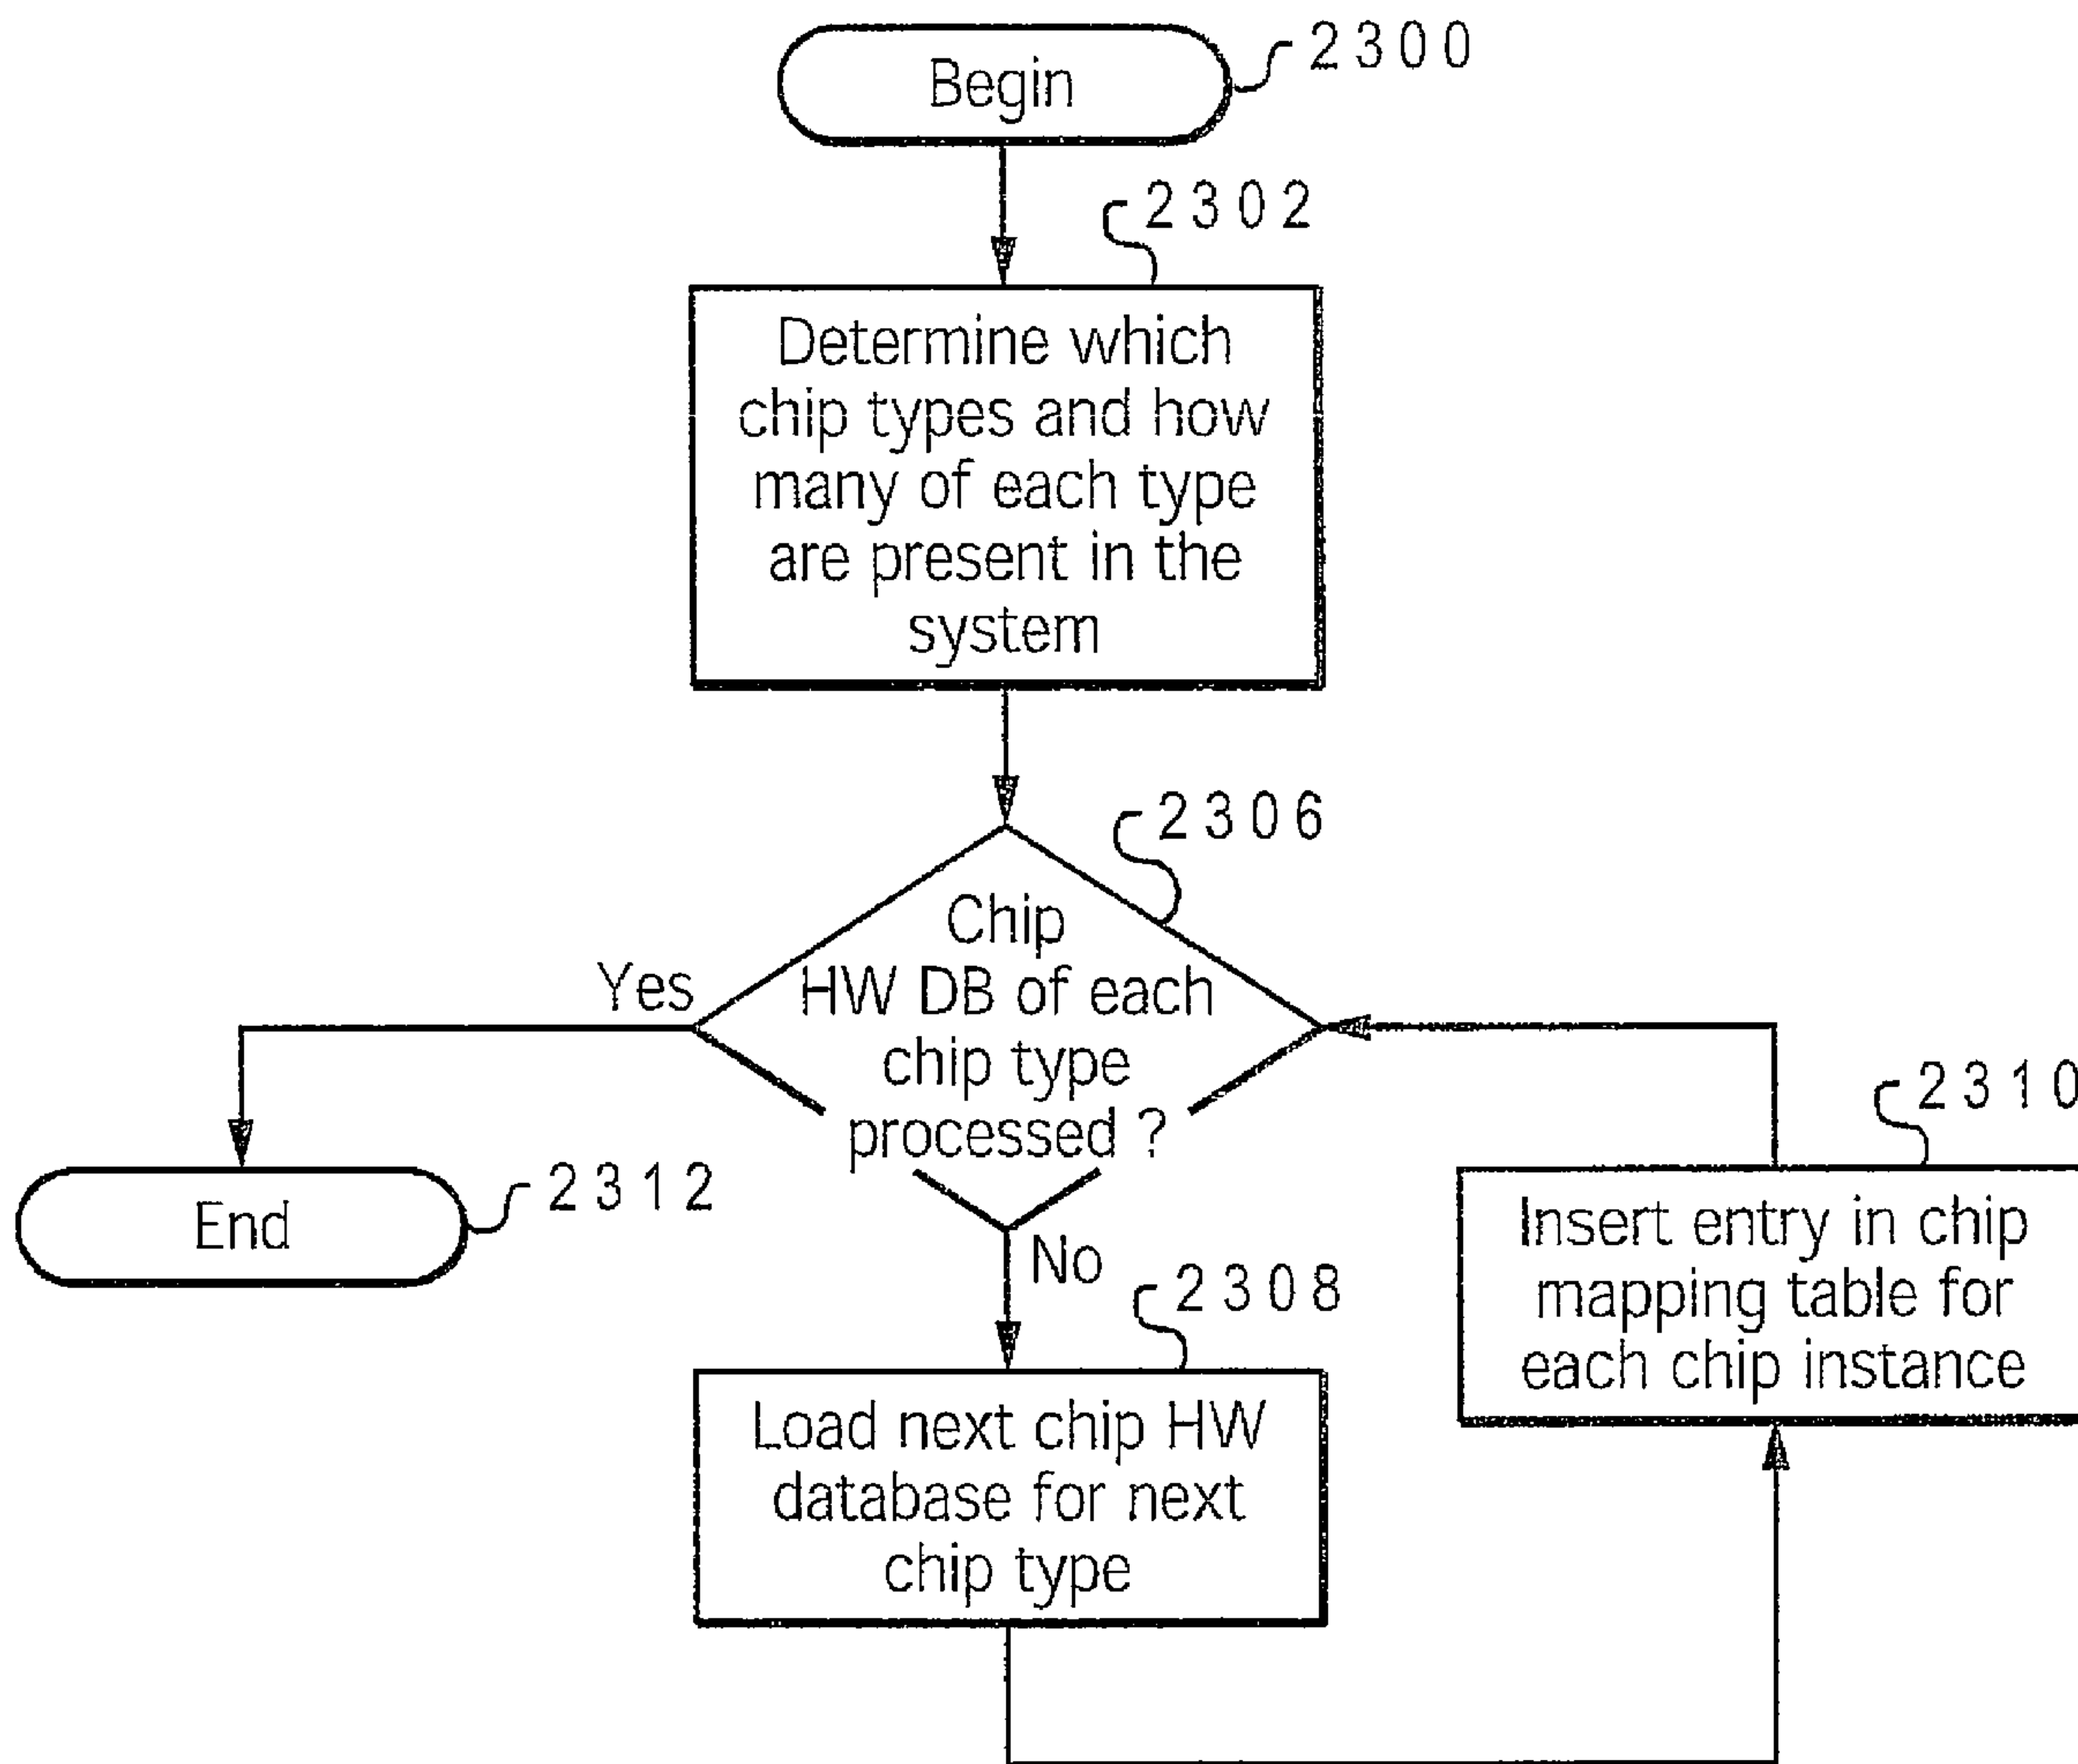 Begin
2300
2302
Determine which
chip types and how
many of each type
are present in the
system
2306
Chip
HW DB of each
chip type
processed ?
Yes
End
2312
No
2308
Load next chip HW
database for next
chip type
2310
Insert entry in chip
mapping table for
each chip instance